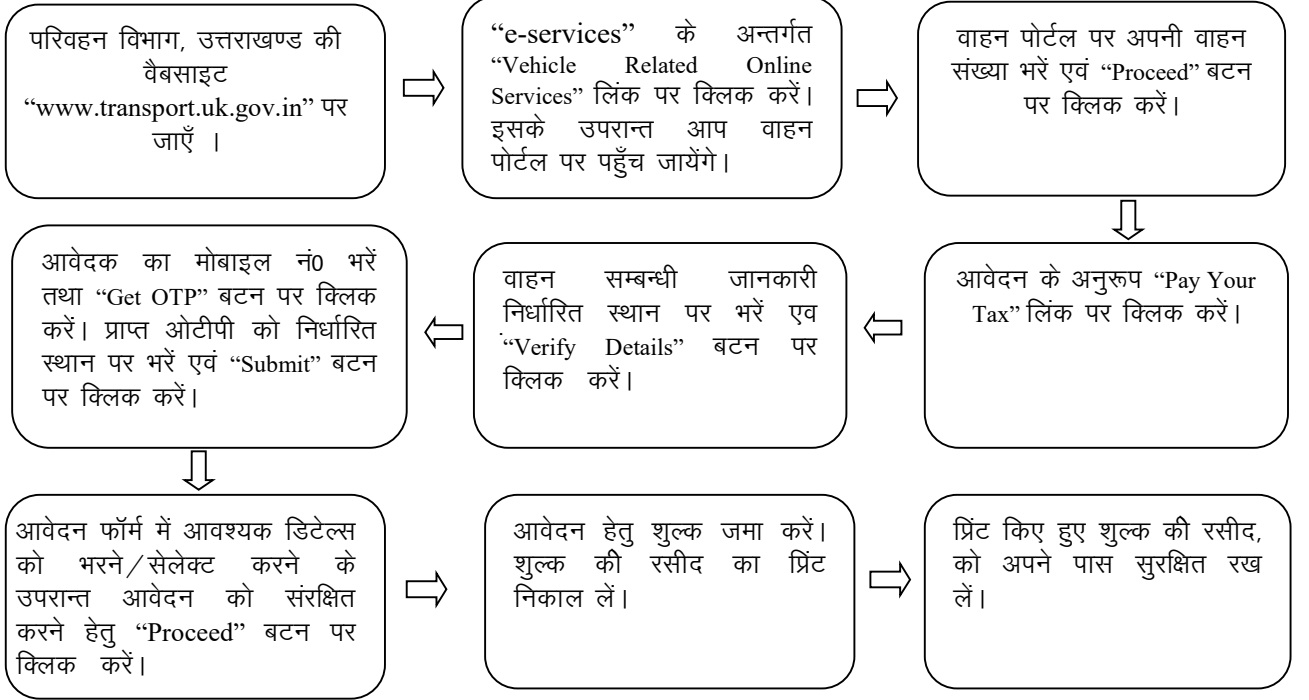 परिवहन विभाग, उत्तराखण्ड की
वैबसाइट
“www.transport.uk.gov.in” पर
जाएँ ।
“e-services” के अन्तर्गत
“Vehicle Related Online
Services” लिंक पर क्लिक करें।
इसके उपरान्त आप वाहन
पोर्टल पर पहुँच जायेंगे।
वाहन पोर्टल पर अपनी वाहन
संख्या भरें एवं “Proceed” बटन
पर क्लिक करें।
आवेदन के अनुरूप “Pay Your
Tax” लिंक पर क्लिक करें।
वाहन सम्बन्धी जानकारी
निर्धारित स्थान पर भरें एव
“Verify Details” बटन पर
क्लिक करें।
आवेदक का मोबाइल नं0 भरें
तथा “Get OTP” बटन पर क्लिक
करें। प्राप्त ओटीपी को निर्धारित
स्थान पर भरें एवं “Submit” बटन
पर क्लिक करें।
आवेदन फॉर्म में आवश्यक डिटेल्स
को भरने/सेलेक्ट करने के
उपरान्त आवेदन को संरक्षित
करने हेतु “Proceed” बटन पर
क्लिक करें।
आवेदन हेतु शुल्क जमा करें।
शुल्क की रसीद का प्रिंट
निकाल लें।
प्रिंट किए हुए शुल्क की रसीद,
को अपने पास सुरक्षित रख
लें।